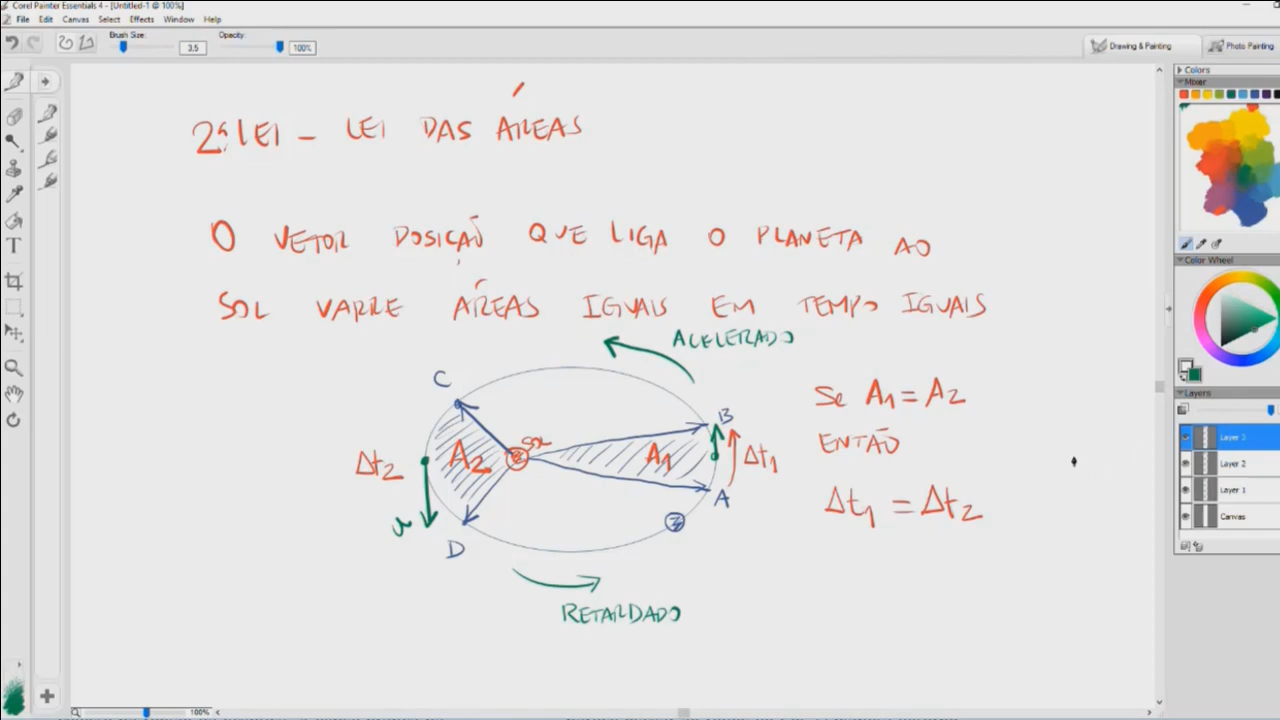 Corel Painter Essentials 4 - [Untitled-1 @ 100%]
File Edit Canvas Select Effects Window Help
Brush Size: 3.5 Opacity: 100%
Drawing & Painting Photo Painting
Colors
Mixer
2ª LEI - LEI DAS ÁREAS
O VETOR POSIÇÃO QUE LIGA O PLANETA AO
SOL VARRE ÁREAS IGUAIS EM TEMPO IGUAIS
Color Wheel
ACELERADO
C
B
SOL
A2
A1
Δt2
Δt1
A
v
D
RETARDADO
Se A1 = A2
ENTÃO
Δt1 = Δt2
Layers
Layer 3
Layer 2
Layer 1
Canvas
100%